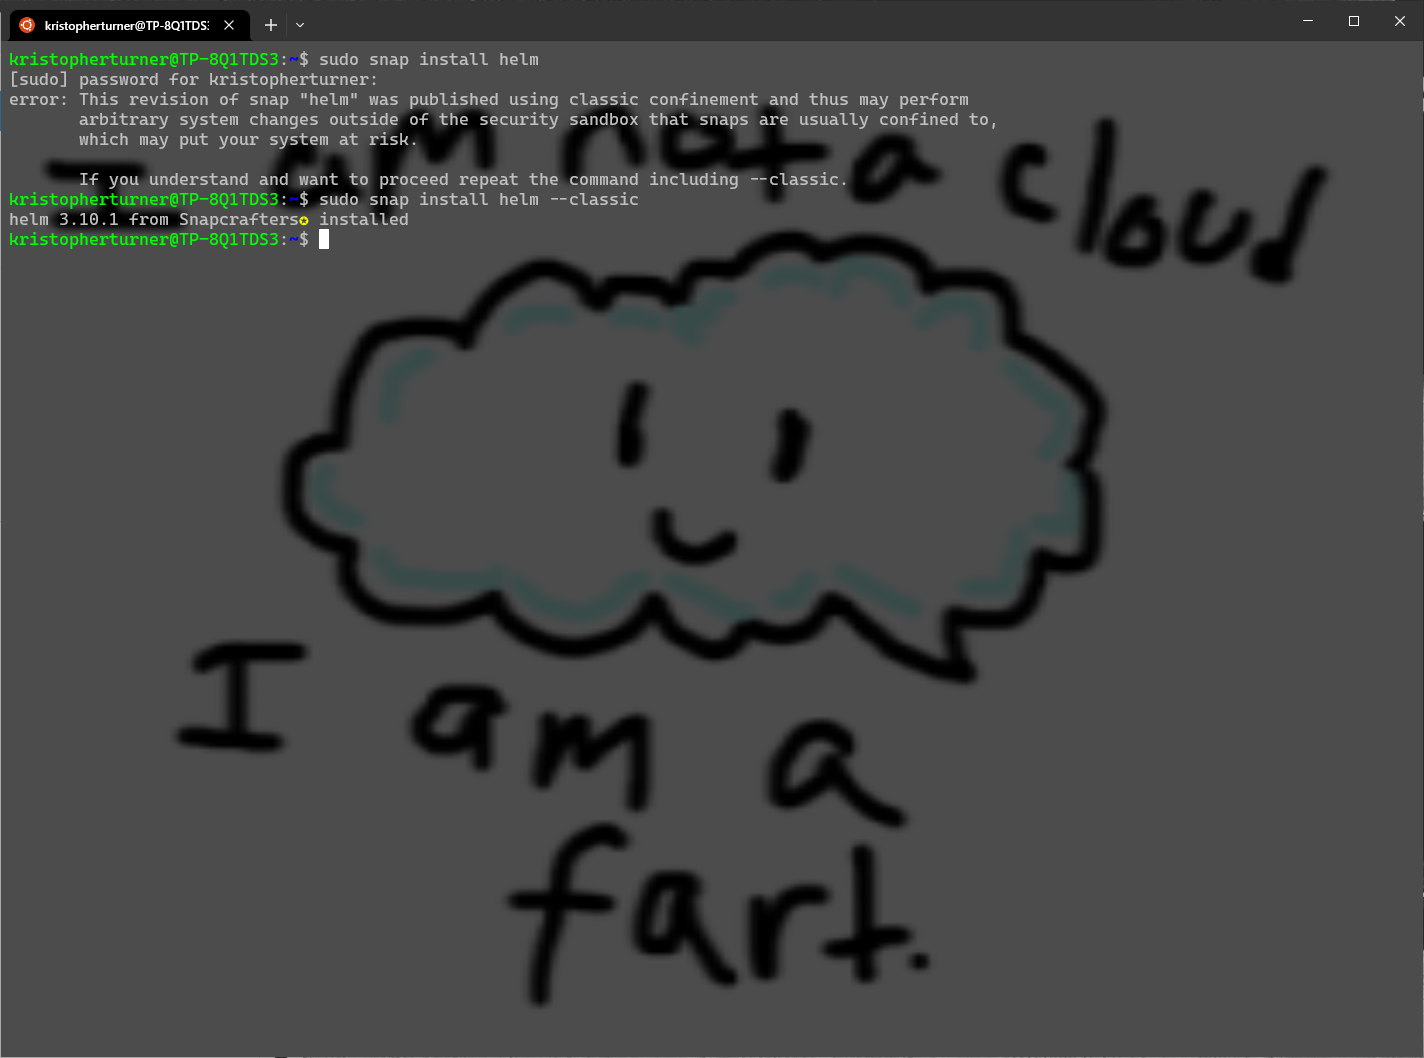 kristopherturner@TP-8Q1TDS:
kristopherturner@TP-8Q1TDS3:~$ sudo snap install helm
[sudo] password for kristopherturner:
error: This revision of snap "helm" was published using classic confinement and thus may perform
arbitrary system changes outside of the security sandbox that snaps are usually confined to,
which may put your system at risk.
If you understand and want to proceed repeat the command including --classic.
kristopherturner@TP-8Q1TDS3:~$ sudo snap install helm --classic
helm 3.10.1 from Snapcrafters✪ installed
kristopherturner@TP-8Q1TDS3:~$
I am not a cloud
I am a
fart.